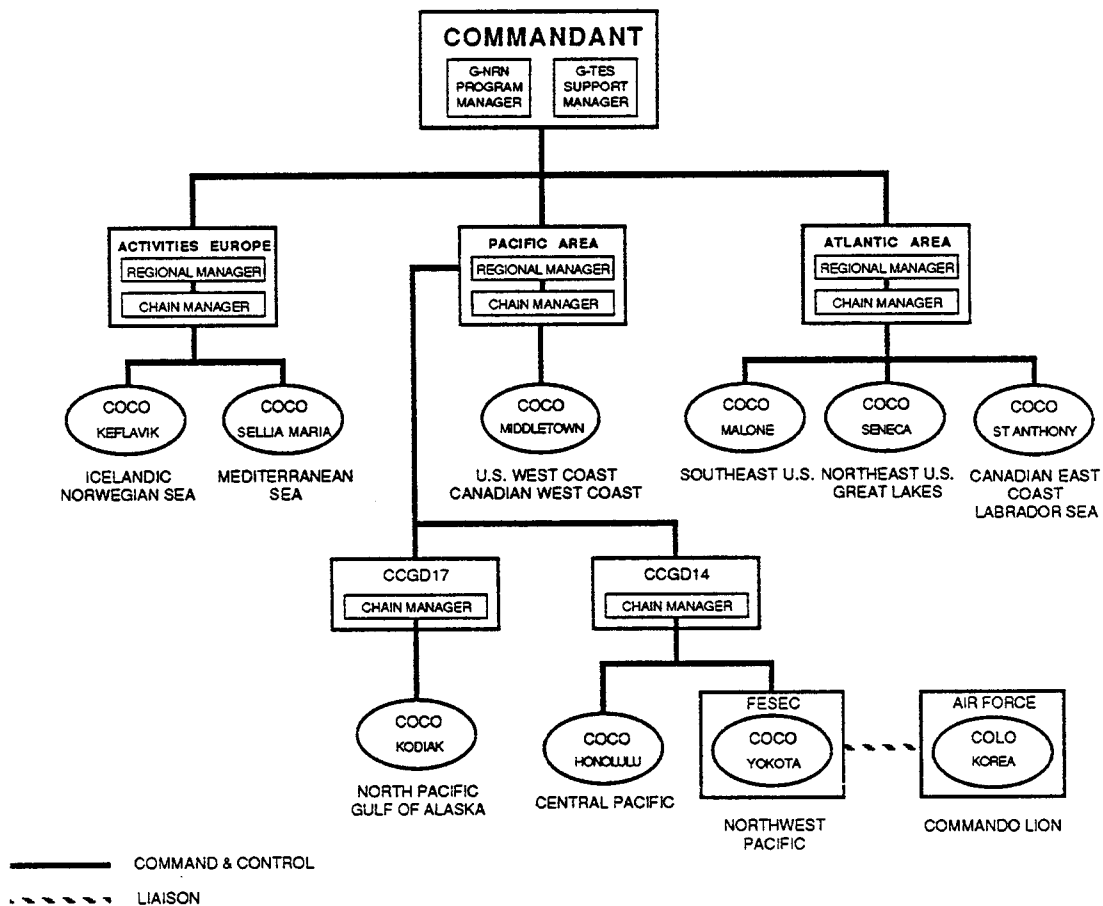 COMMANDANT
G-NRN
PROGRAM
MANAGER
G-TES
SUPPORT
MANAGER
ACTIVITIES EUROPE
REGIONAL MANAGER
CHAIN MANAGER
PACIFIC AREA
REGIONAL MANAGER
CHAIN MANAGER
ATLANTIC AREA
REGIONAL MANAGER
CHAIN MANAGER
COCO
KEFLAVIK
ICELANDIC
NORWEGIAN SEA
COCO
SELLIA MARIA
MEDITERRANEAN
SEA
COCO
MIDDLETOWN
U.S. WEST COAST
CANADIAN WEST COAST
COCO
MALONE
SOUTHEAST U.S.
COCO
SENECA
NORTHEAST U.S.
GREAT LAKES
COCO
ST ANTHONY
CANADIAN EAST
COAST
LABRADOR SEA
CCGD17
CHAIN MANAGER
CCGD14
CHAIN MANAGER
COCO
KODIAK
NORTH PACIFIC
GULF OF ALASKA
COCO
HONOLULU
CENTRAL PACIFIC
FESEC
COCO
YOKOTA
NORTHWEST
PACIFIC
AIR FORCE
COLO
KOREA
COMMANDO LION
COMMAND & CONTROL
LIAISON